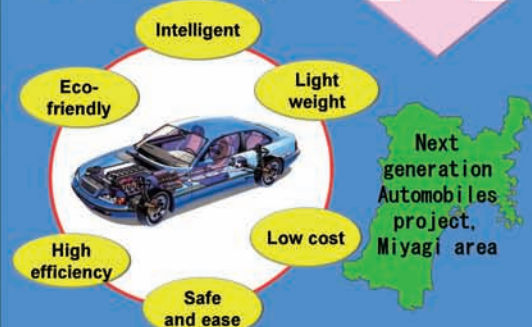 Intelligent
Eco-
friendly
Light
weight
Next
generation
Automobiles
project,
Miyagi area
High
efficiency
Low cost
Safe
and ease